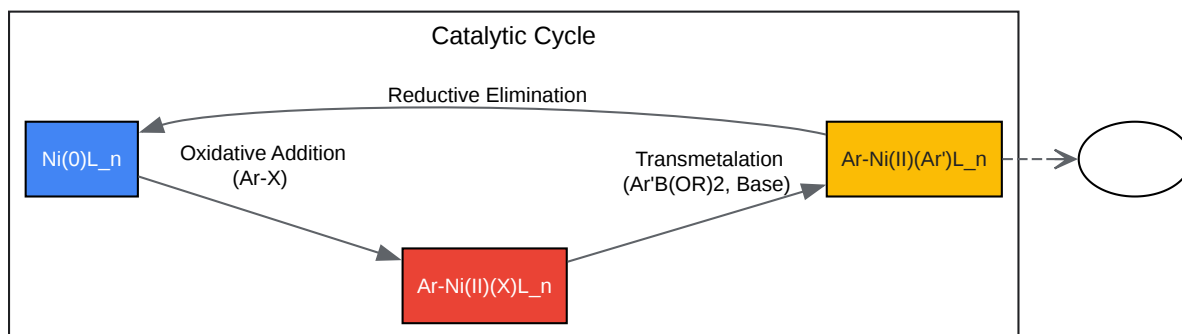 Catalytic Cycle
Reductive Elimination
Ni(0)L_n
Oxidative Addition
(Ar-X)
Transmetalation
(Ar'B(OR)2, Base)
Ar-Ni(II)(Ar')L_n
Ar-Ni(II)(X)L_n